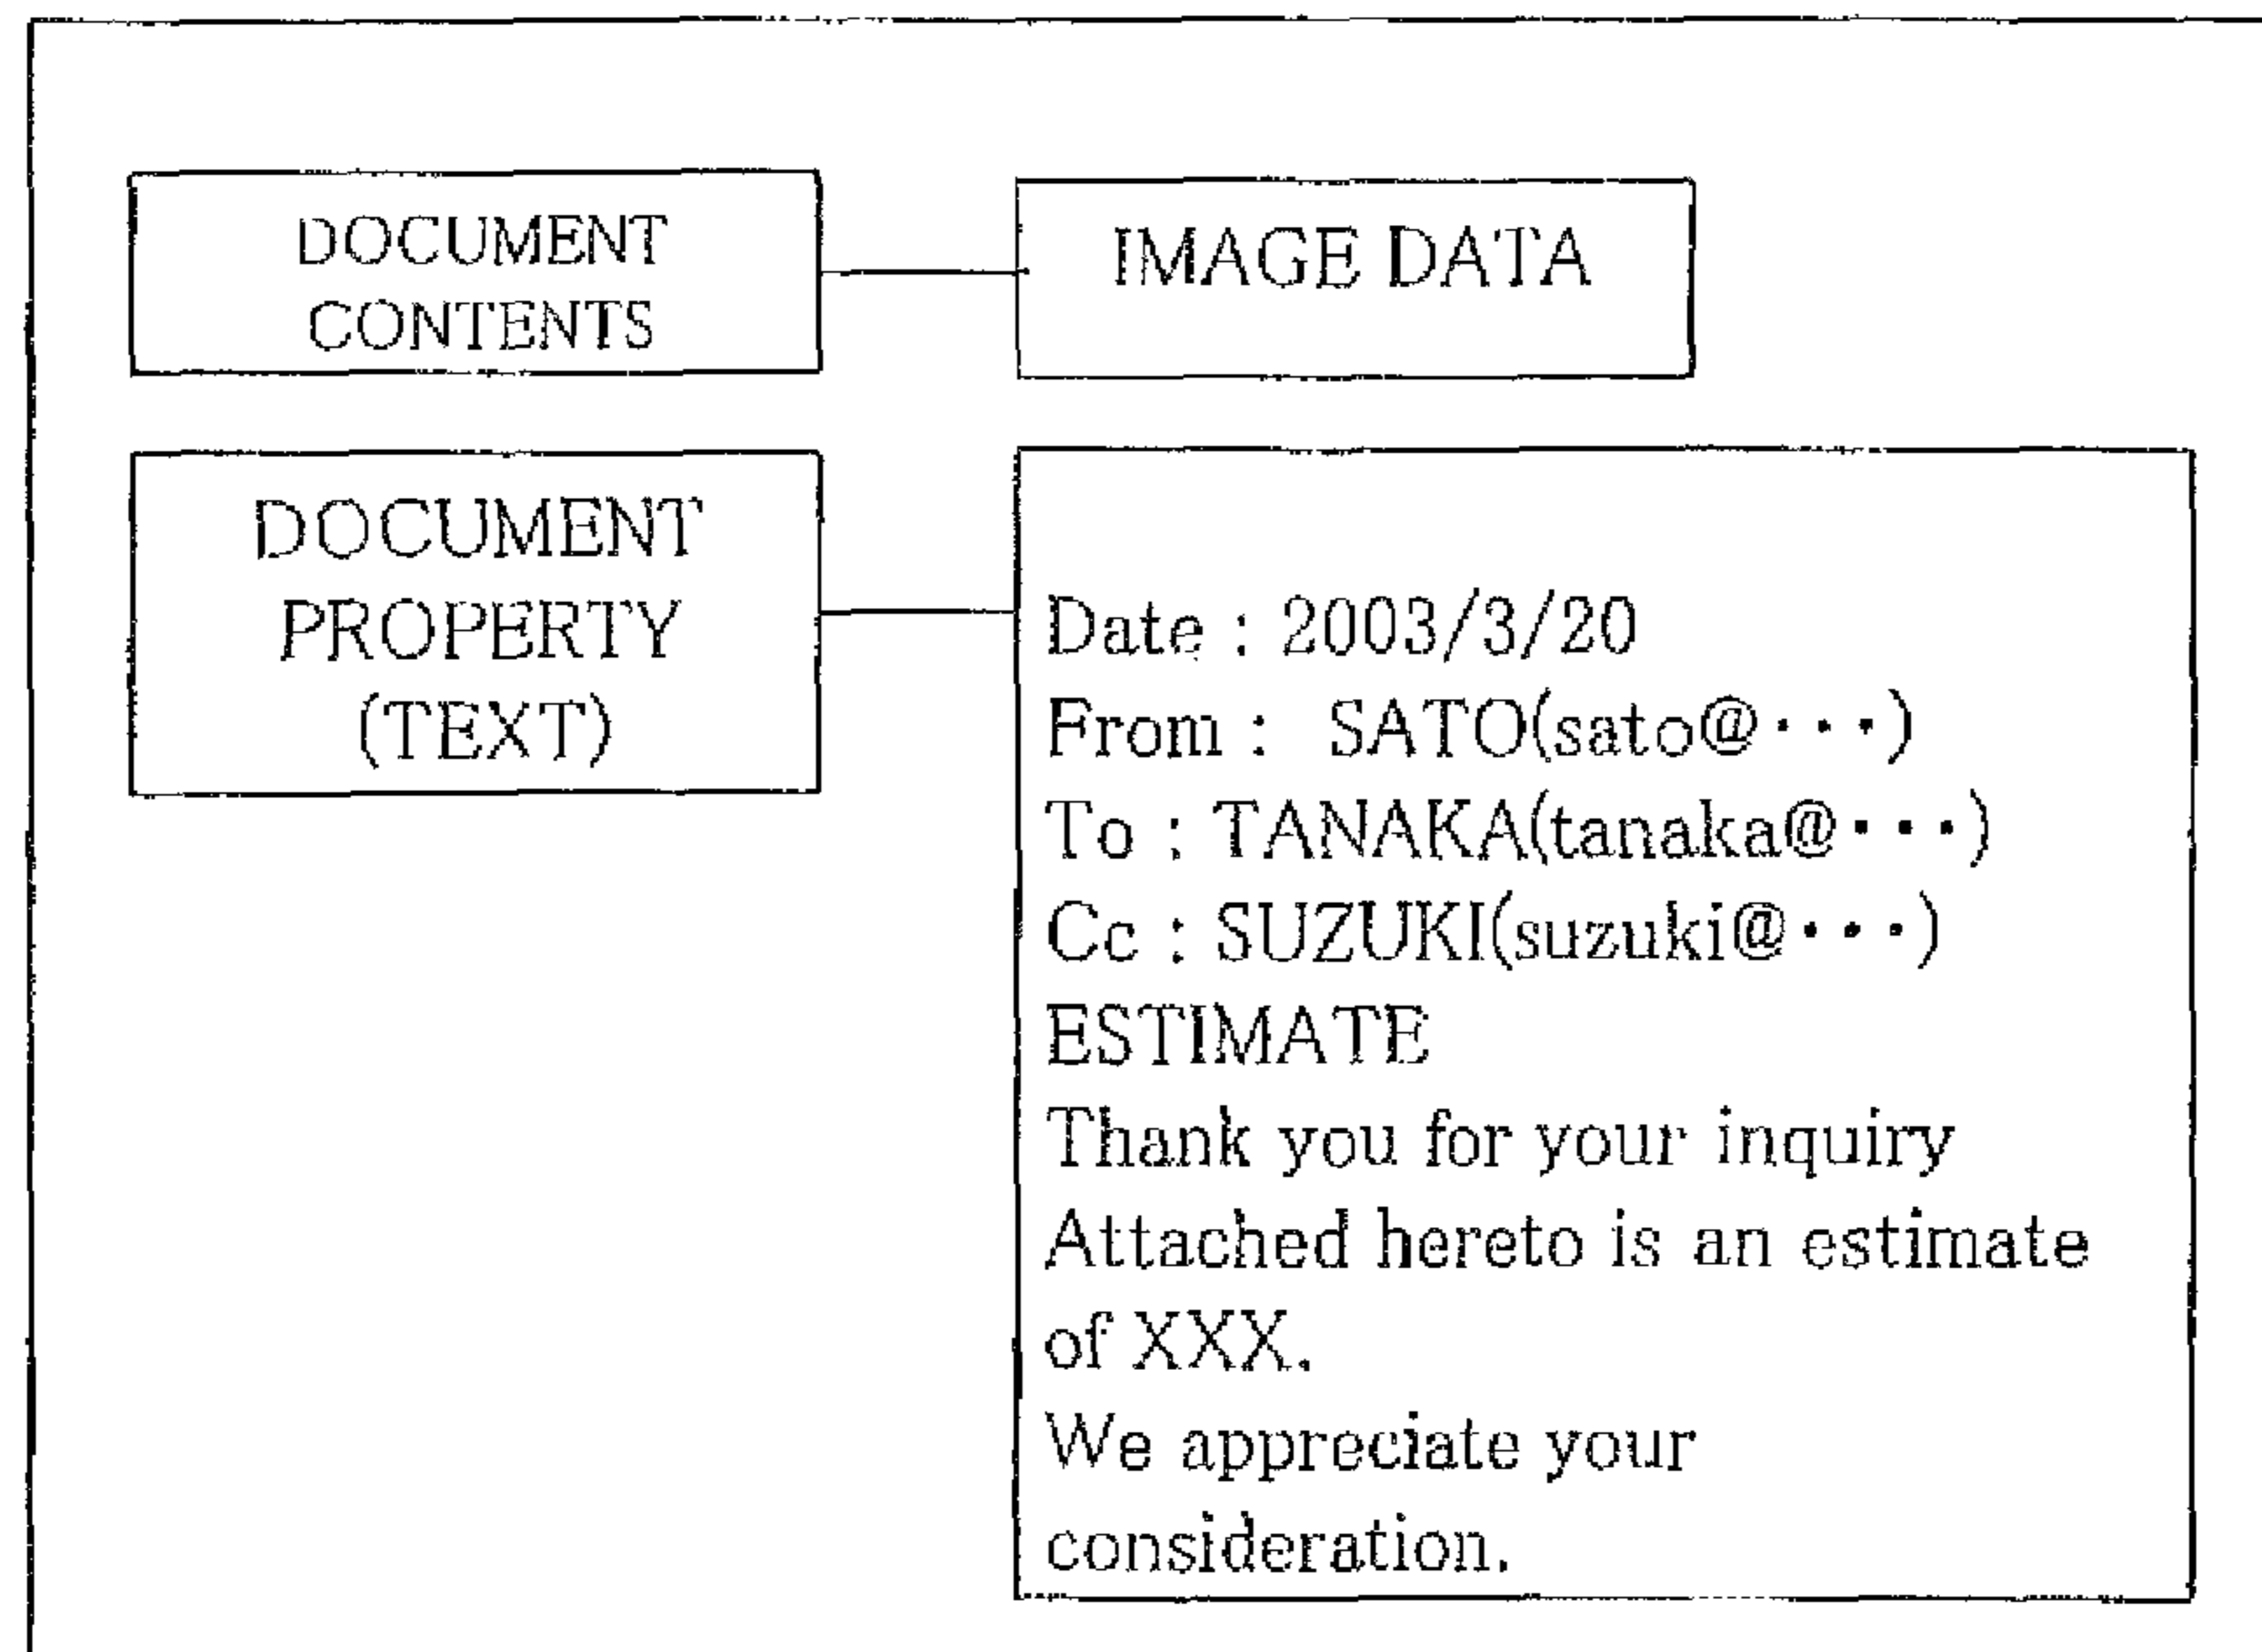 DOCUMENT
CONTENTS
IMAGE DATA
DOCUMENT
PROPERTY
(TEXT)
Date : 2003/3/20
From : SATO(sato@・・・)
To : TANAKA(tanaka@・・・)
Cc : SUZUKI(suzuki@・・・)
ESTIMATE
Thank you for your inquiry
Attached hereto is an estimate
of XXX.
We appreciate your
consideration.